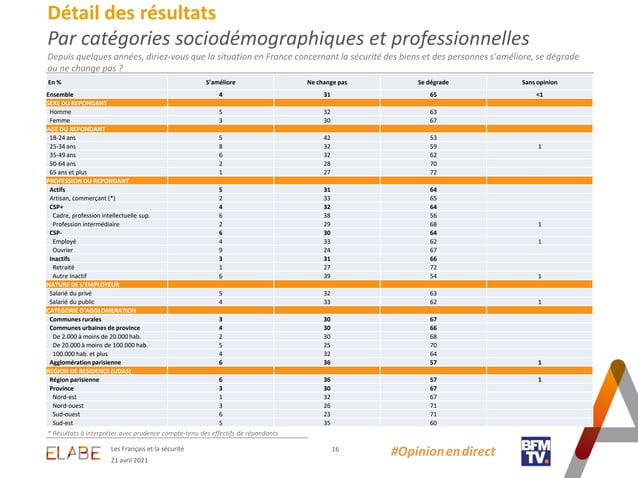 Détail des résultats
Par catégories sociodémographiques et professionnelles
Depuis quelques années, diriez-vous que la situation en France concernant la sécurité des biens et des personnes s'améliore, se dégrade
ou ne change pas ?
En % S'améliore Ne change pas Se dégrade Sans opinion
Ensemble 4 31 65 <1
SEXE DU REPONDANT
Homme 5 32 63
Femme 3 30 67
AGE DU REPONDANT
18-24 ans 5 42 53
25-34 ans 8 32 59 1
35-49 ans 6 32 62
50-64 ans 2 28 70
65 ans et plus 1 27 72
PROFESSION DU REPONDANT
Actifs 5 31 64
Artisan, commerçant (*) 2 33 65
CSP+ 4 32 64
Cadre, profession intellectuelle sup. 6 38 56
Profession intermédiaire 2 29 68 1
CSP- 6 30 64
Employé 4 33 62 1
Ouvrier 9 24 67
Inactifs 3 31 66
Retraité 1 27 72
Autre Inactif 6 39 54 1
NATURE DE L'EMPLOYEUR
Salarié du privé 5 32 63
Salarié du public 4 33 62 1
CATEGORIE D'AGGLOMERATION
Communes rurales 3 30 67
Communes urbaines de province 4 30 66
De 2.000 à moins de 20.000 hab. 2 30 68
De 20.000 à moins de 100.000 hab. 5 25 70
100.000 hab. et plus 4 32 64
Agglomération parisienne 6 36 57 1
REGION DE RESIDENCE (UDA5)
Région parisienne 6 36 57 1
Province 3 30 67
Nord-est 1 32 67
Nord-ouest 3 26 71
Sud-ouest 6 23 71
Sud-est 5 35 60
* Résultats à interpréter avec prudence compte-tenu des effectifs de répondants
ELABE
Les Français et la sécurité 16
21 avril 2021
#Opinion en direct
BFM
TV.